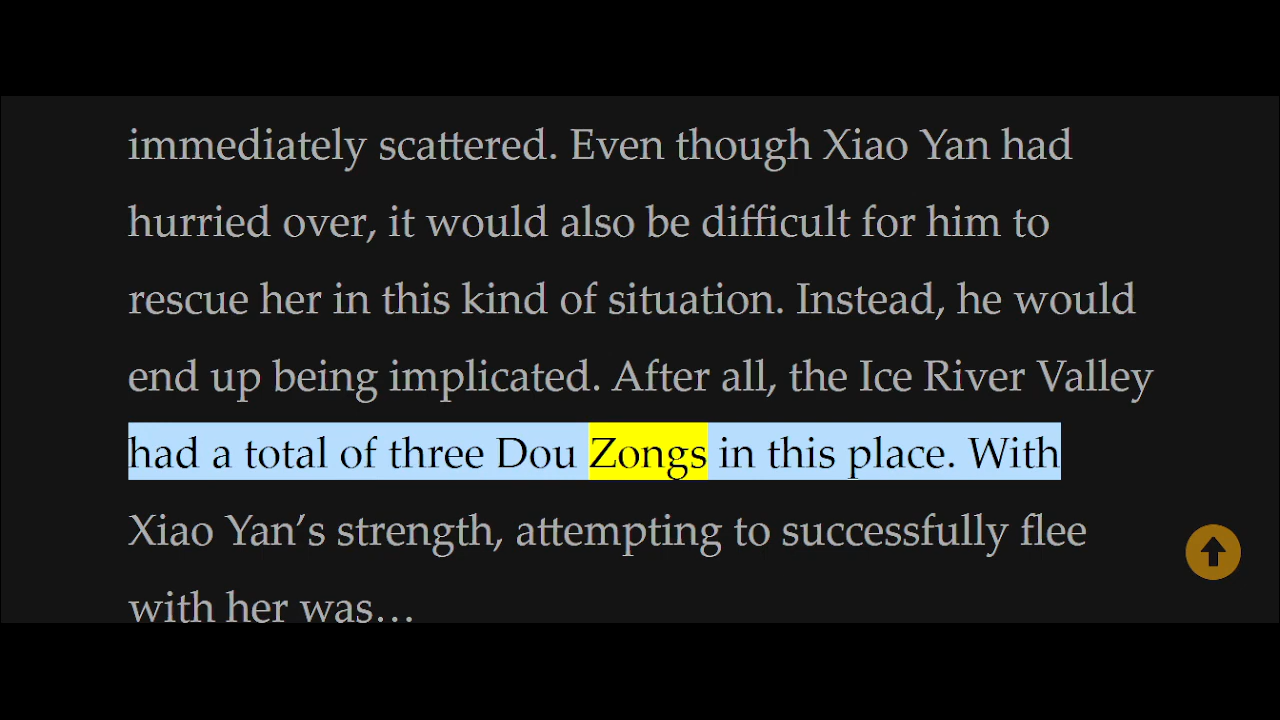 immediately scattered. Even though Xiao Yan had
hurried over, it would also be difficult for him to
rescue her in this kind of situation. Instead, he would
end up being implicated. After all, the Ice River Valley
had a total of three Dou Zongs in this place. With
Xiao Yan’s strength, attempting to successfully flee
with her was…